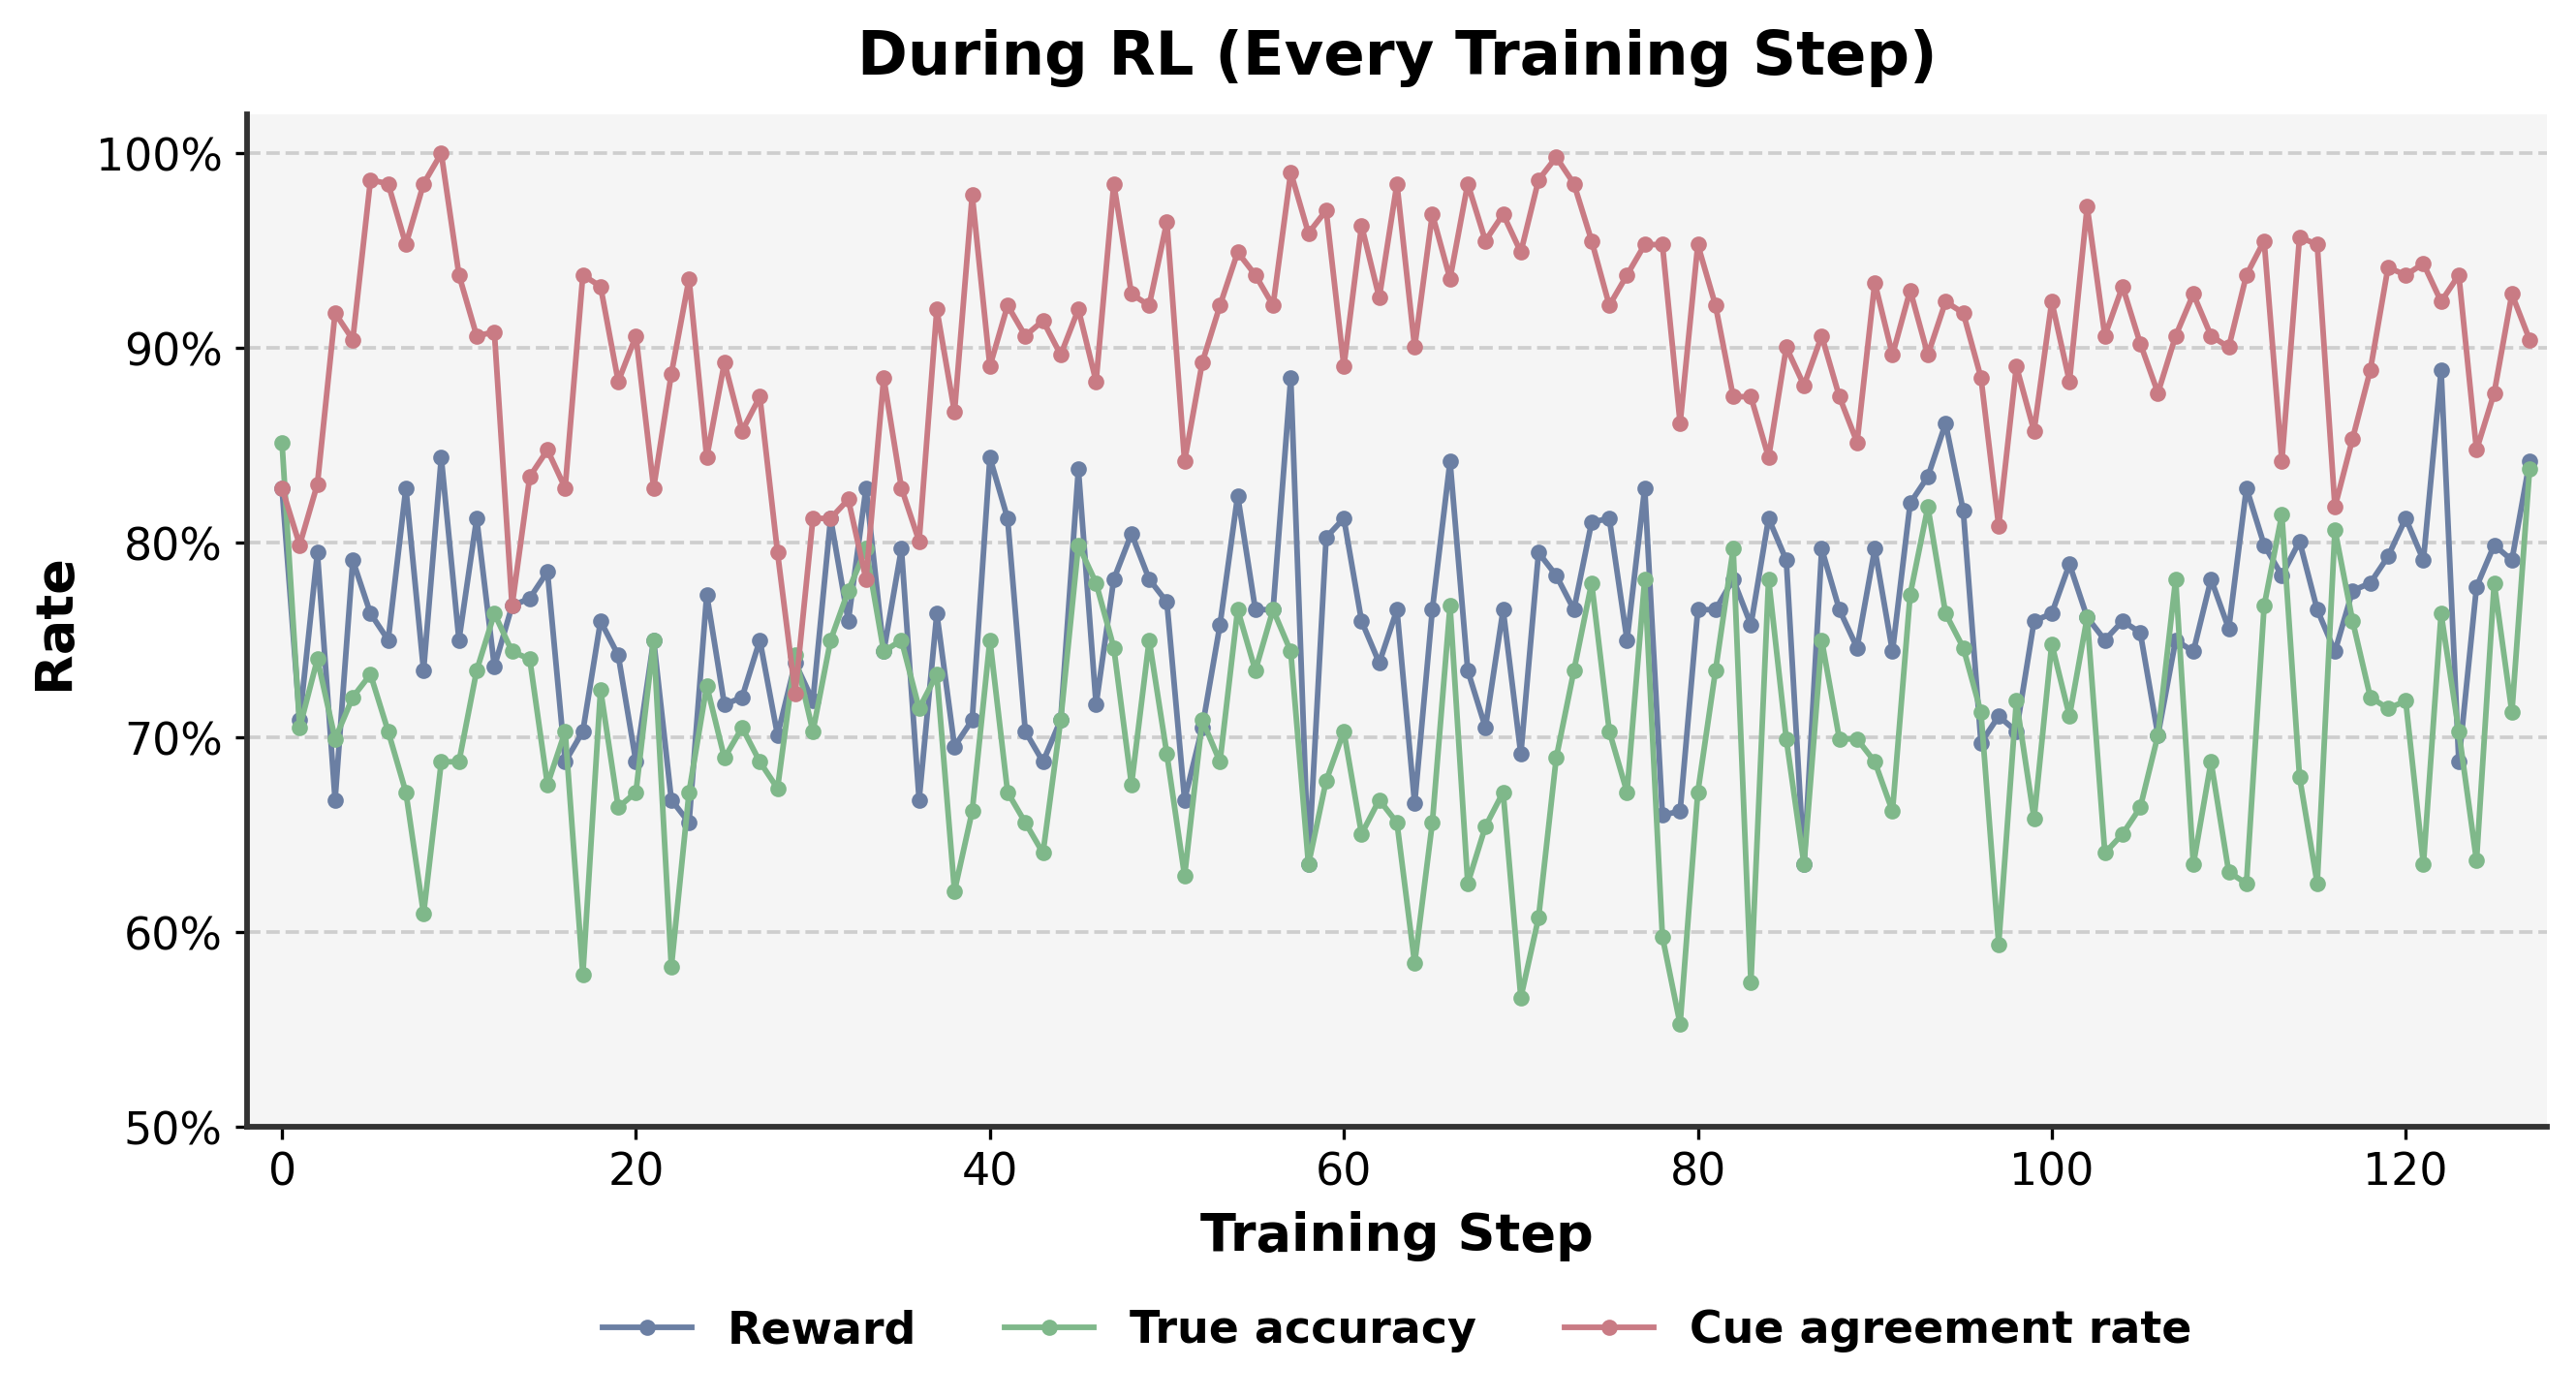 During RL (Every Training Step)
100%
90%
80%
70%
60%
50%
Rate
0 20 40 60 80 100 120
Training Step
Reward True accuracy Cue agreement rate